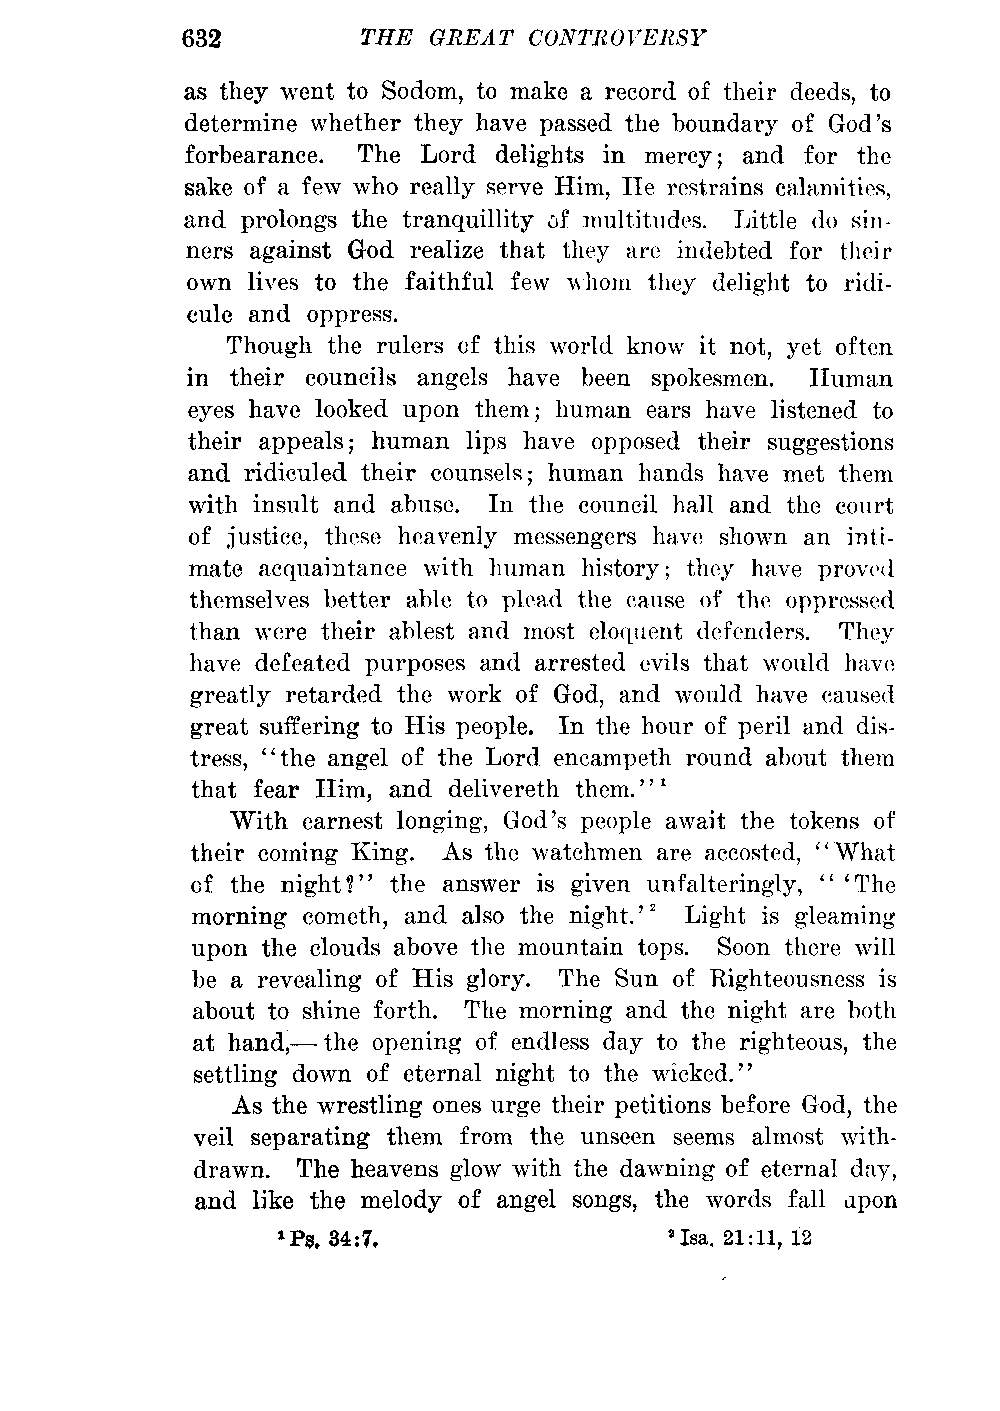 632 THE GREAT CONTROVERSY
as they went to Sodom, to make a record of their deeds, to
determine whether they have passed the boundary of God's
forbearance. The Lord delights in mercy; and for the
sake of a few who really serve Him, He restrains calamities,
and prolongs the tranquillity of multitudes. Little do sin-
ners against God realize that they are indebted for their
own lives to the faithful few whom they delight to ridi-
cule and oppress.
Though the rulers of this world know it not, yet often
in their councils angels have been spokesmen. Human
eyes have looked upon them; human ears have listened to
their appeals; human lips have opposed their suggestions
and ridiculed their counsels; human hands have met them
with insult and abuse. In the council hall and the court
of justice, these heavenly messengers have shown an inti-
mate acquaintance with human history; they have proved
themselves better able to plead the cause of the oppressed
than were their ablest and most eloquent defenders. They
have defeated purposes and arrested evils that would have
greatly retarded the work of God, and would have caused
great suffering to His people. In the hour of peril and dis-
tress, "the angel of the Lord encampeth round about them
that fear Him, and delivereth them."¹
With earnest longing, God's people await the tokens of
their coming King. As the watchmen are accosted, "What
of the night?" the answer is given unfalteringly, " 'The
morning cometh, and also the night.'² Light is gleaming
upon the clouds above the mountain tops. Soon there will
be a revealing of His glory. The Sun of Righteousness is
about to shine forth. The morning and the night are both
at hand,— the opening of endless day to the righteous, the
settling down of eternal night to the wicked."
As the wrestling ones urge their petitions before God, the
veil separating them from the unseen seems almost with-
drawn. The heavens glow with the dawning of eternal day,
and like the melody of angel songs, the words fall upon
¹ Ps. 34:7. ² Isa. 21:11, 12